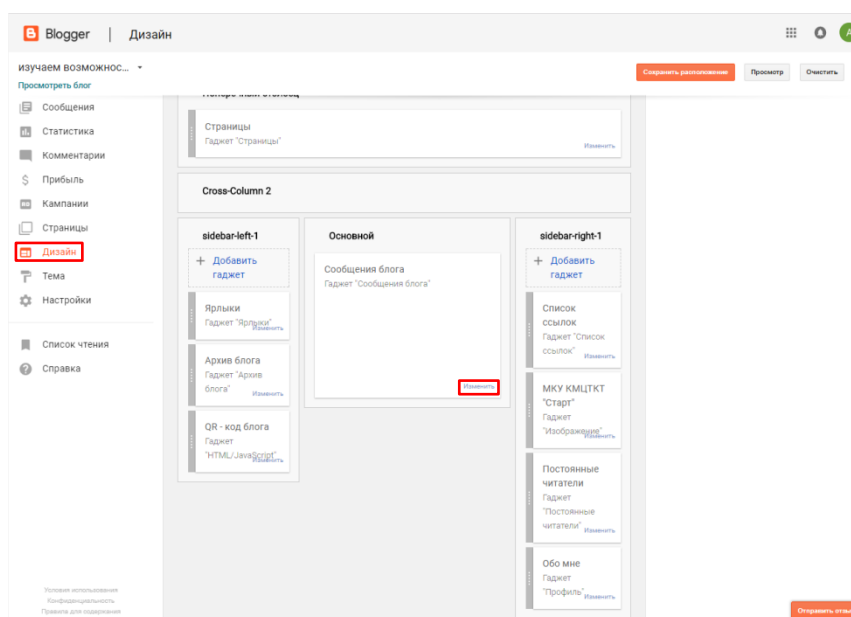 Blogger | Дизайн
A
изучаем возможнос...
Просмотреть блог
Сохранить расположение Просмотр Очистить
Сообщения
Статистика
Комментарии
Прибыль
Кампании
Страницы
Дизайн
Тема
Настройки
Список чтения
Справка
Условия использования
Конфиденциальность
Правила для содержания
Страницы
Гаджет "Страницы"
Изменить
Cross-Column 2
sidebar-left-1
+ Добавить
гаджет
Ярлыки
Гаджет "Ярлыки"
Изменить
Архив блога
Гаджет "Архив
блога"
Изменить
QR - код блога
Гаджет
"HTML/JavaScript"
Изменить
Основной
Сообщения блога
Гаджет "Сообщения блога"
Изменить
sidebar-right-1
+ Добавить
гаджет
Список
ссылок
Гаджет "Список
ссылок"
Изменить
МКУ КМЦТКТ
"Старт"
Гаджет
"Изображение"
Изменить
Постоянные
читатели
Гаджет
"Постоянные
читатели"
Изменить
Обо мне
Гаджет
"Профиль"
Изменить
Отправить отзы